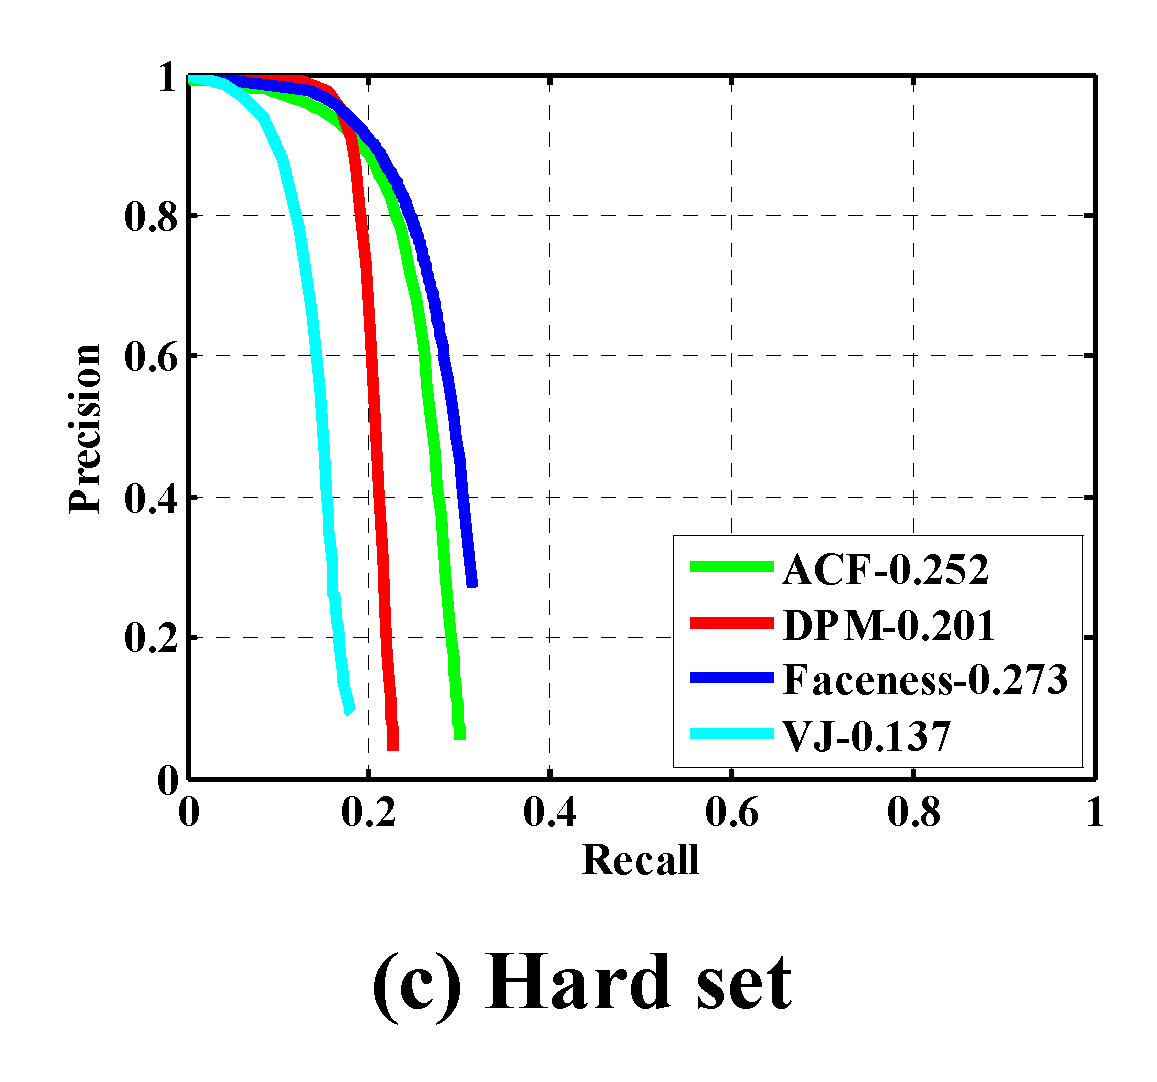 1
0.8
0.6
0.4
0.2
0
Precision
0 0.2 0.4 0.6 0.8 1
Recall
ACF-0.252
DPM-0.201
Faceness-0.273
VJ-0.137
(c) Hard set